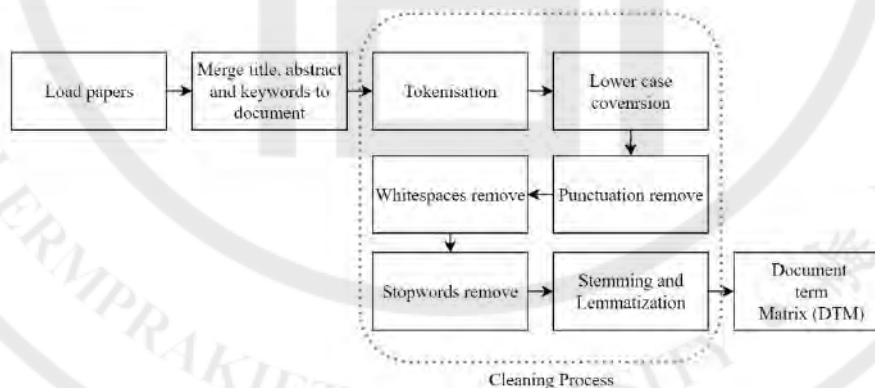 Load papers
Merge title, abstract
and keywords to
document
Tokenisation
Lower case
covenrsion
Punctuation remove
Whitespaces remove
Stopwords remove
Stemming and
Lemmatization
Document
term
Matrix (DTM)
Cleaning Process